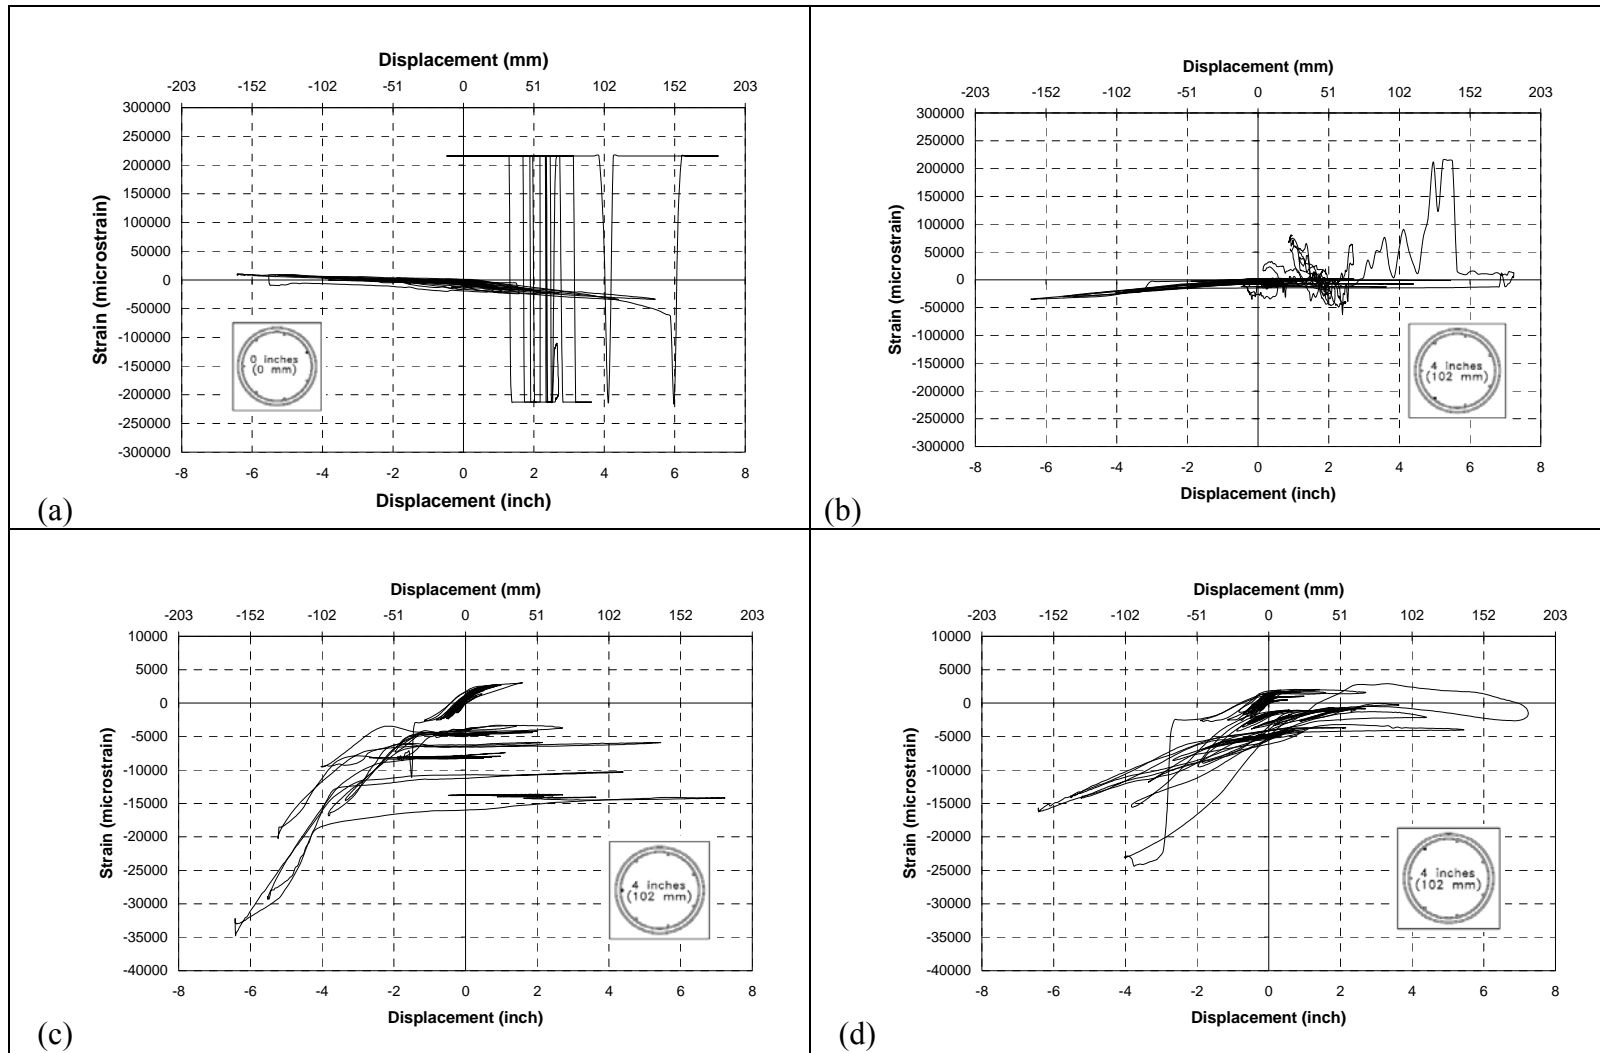 Displacement (mm)
-203 -152 -102 -51 0 51 102 152 203
300000
250000
200000
150000
100000
50000
0
-50000
-100000
-150000
-200000
-250000
-300000
Strain (microstrain)
0 inches
(0 mm)
-8 -6 -4 -2 0 2 4 6 8
Displacement (inch)
(a)
Displacement (mm)
-203 -152 -102 -51 0 51 102 152 203
300000
250000
200000
150000
100000
50000
0
-50000
-100000
-150000
-200000
-250000
-300000
Strain (microstrain)
4 inches
(102 mm)
-8 -6 -4 -2 0 2 4 6 8
Displacement (inch)
(b)
Displacement (mm)
-203 -152 -102 -51 0 51 102 152 203
10000
5000
0
-5000
-10000
-15000
-20000
-25000
-30000
-35000
-40000
Strain (microstrain)
4 inches
(102 mm)
-8 -6 -4 -2 0 2 4 6 8
Displacement (inch)
(c)
Displacement (mm)
-203 -152 -102 -51 0 51 102 152 203
10000
5000
0
-5000
-10000
-15000
-20000
-25000
-30000
-35000
-40000
Strain (microstrain)
4 inches
(102 mm)
-8 -6 -4 -2 0 2 4 6 8
Displacement (inch)
(d)